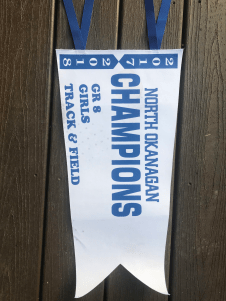 2017
2018
NORTH OKANAGAN
CHAMPIONS
GR 8
GIRLS
TRACK & FIELD